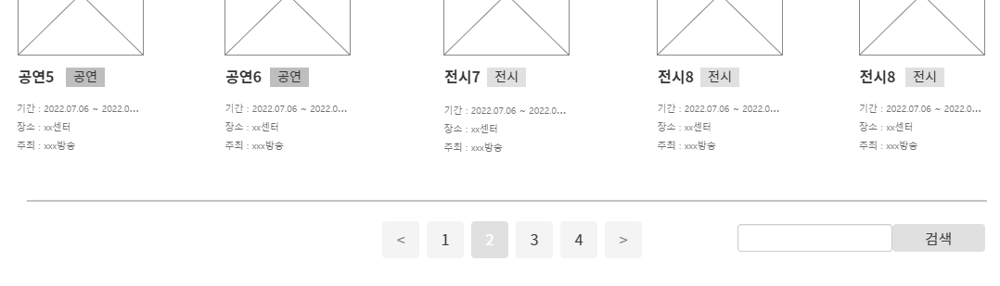 공연5 공연 공연6 공연 전시7 전시 전시8 전시 전시8 전시
기간 : 2022.07.06 ~ 2022.0... 기간 : 2022.07.06 ~ 2022.0... 기간 : 2022.07.06 ~ 2022.0... 기간 : 2022.07.06 ~ 2022.0... 기간 : 2022.07.06 ~ 2022.0...
장소 : xx센터 장소 : xx센터 장소 : xx센터 장소 : xx센터 장소 : xx센터
주최 : xxx방송 주최 : xxx방송 주최 : xxx방송 주최 : xxx방송 주최 : xxx방송
< 1 2 3 4 > 검색